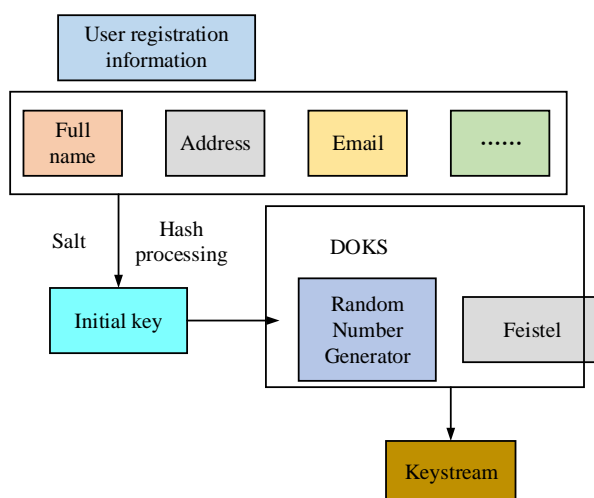 User registration
information
Full
name
Address
Email
······
Salt
Hash
processing
DOKS
Initial key
Random
Number
Generator
Feistel
Keystream